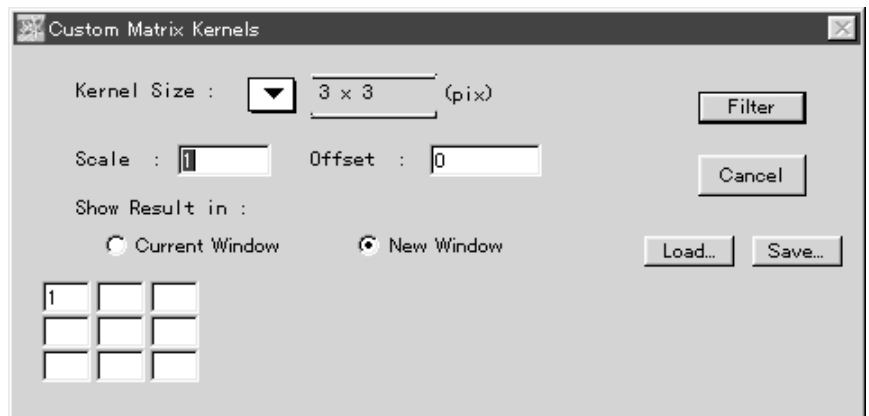 Custom Matrix Kernels
Kernel Size : 3 × 3 (pix)
Filter
Scale : 1 Offset : 0
Cancel
Show Result in :
Current Window New Window
Load… Save…
1